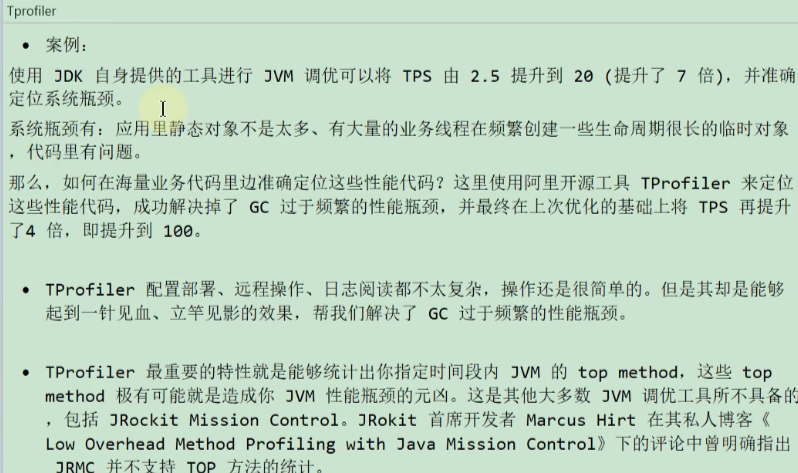 Tprofiler
• 案例：
使用 JDK 自身提供的工具进行 JVM 调优可以将 TPS 由 2.5 提升到 20 (提升了 7 倍)，并准确
定位系统瓶颈。
系统瓶颈有：应用里静态对象不是太多、有大量的业务线程在频繁创建一些生命周期很长的临时对象
，代码里有问题。
那么，如何在海量业务代码里边准确定位这些性能代码？这里使用阿里开源工具 TProfiler 来定位
这些性能代码，成功解决掉了 GC 过于频繁的性能瓶颈，并最终在上次优化的基础上将 TPS 再提升
了4 倍，即提升到 100。
• TProfiler 配置部署、远程操作、日志阅读都不太复杂，操作还是很简单的。但是其却是能够
起到一针见血、立竿见影的效果，帮我们解决了 GC 过于频繁的性能瓶颈。
• TProfiler 最重要的特性就是能够统计出你指定时间段内 JVM 的 top method，这些 top
method 极有可能就是造成你 JVM 性能瓶颈的元凶。这是其他大多数 JVM 调优工具所不具备的
，包括 JRockit Mission Control。JRokit 首席开发者 Marcus Hirt 在其私人博客《
Low Overhead Method Profiling with Java Mission Control》下的评论中曾明确指出
JRMC 并不支持 TOP 方法的统计。